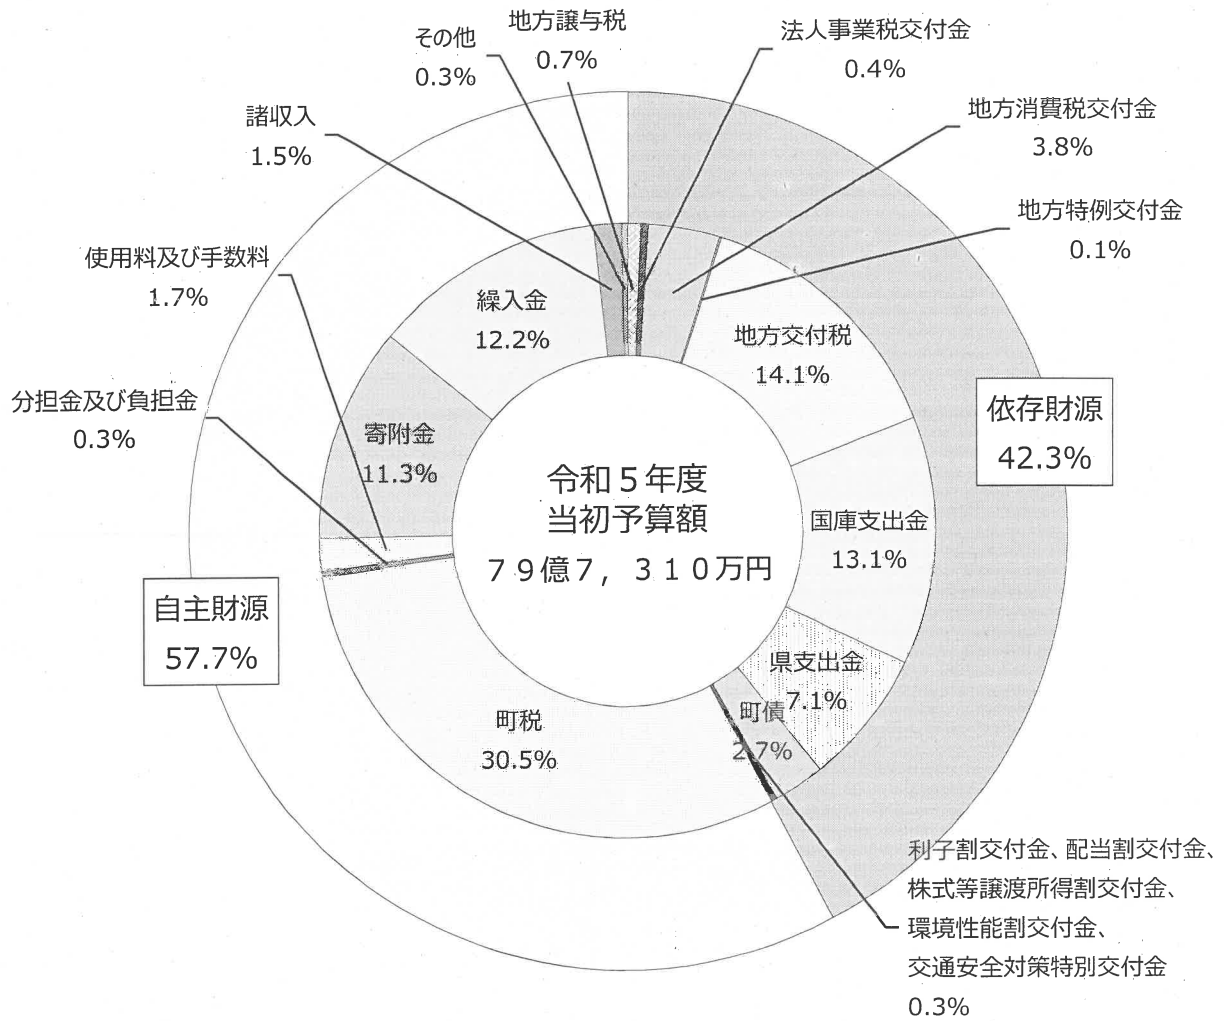 地方譲与税
0.7%
その他
0.3%
法人事業税交付金
0.4%
諸収入
1.5%
地方消費税交付金
3.8%
地方特例交付金
0.1%
使用料及び手数料
1.7%
繰入金
12.2%
地方交付税
14.1%
分担金及び負担金
0.3%
寄附金
11.3%
依存財源
42.3%
令和5年度
当初予算額
79億7,310万円
国庫支出金
13.1%
自主財源
57.7%
県支出金
7.1%
町債
2.7%
町税
30.5%
利子割交付金、配当割交付金、
株式等譲渡所得割交付金、
環境性能割交付金、
交通安全対策特別交付金
0.3%